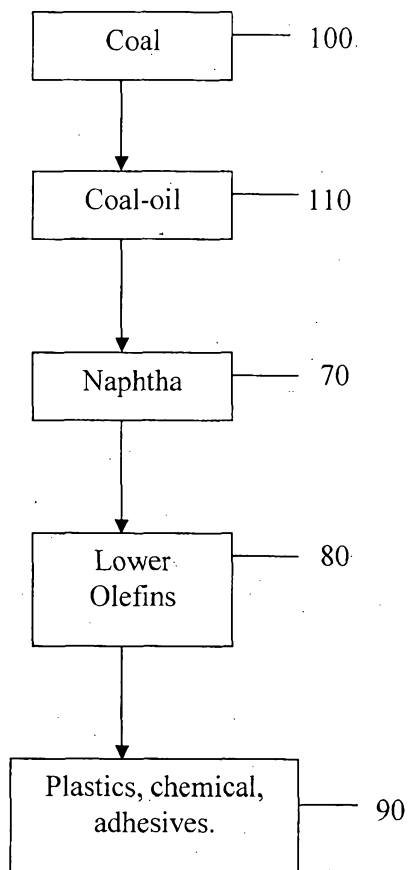 Coal 100
Coal-oil 110
Naphtha 70
Lower 80
Olefins
Plastics, chemical,
adhesives. 90